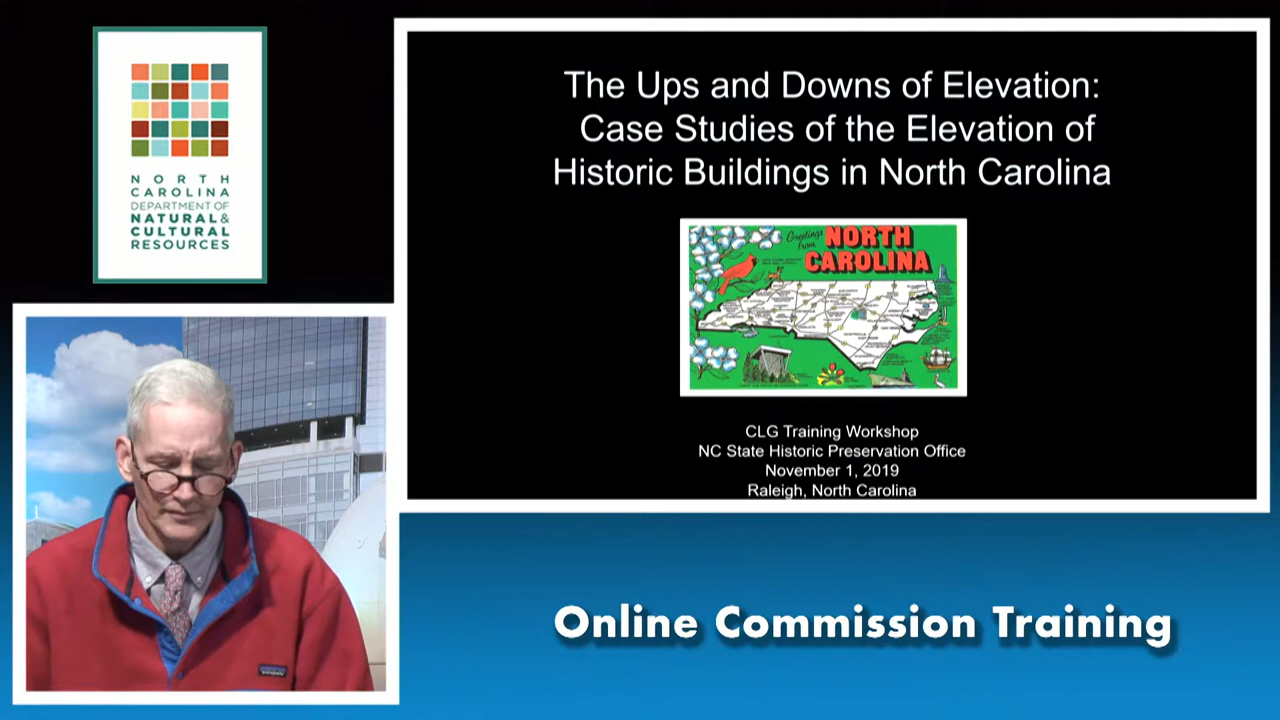 NORTH
CAROLINA
DEPARTMENT OF
NATURAL &
CULTURAL
RESOURCES
The Ups and Downs of Elevation:
Case Studies of the Elevation of
Historic Buildings in North Carolina
Greetings
from
NORTH
CAROLINA
CLG Training Workshop
NC State Historic Preservation Office
November 1, 2019
Raleigh, North Carolina
patagonia
Online Commission Training